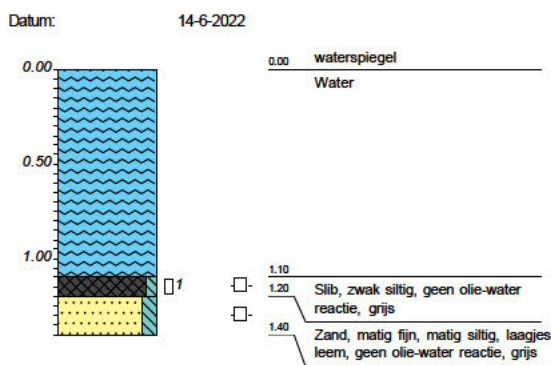 Datum: 14-6-2022
0.00
0.50
1.00
1
0.00 waterspiegel
Water
1.10
Slib, zwak siltig, geen olie-water
1.20
reactie, grijs
Zand, matig fijn, matig siltig, laagjes
1.40
leem, geen olie-water reactie, grijs